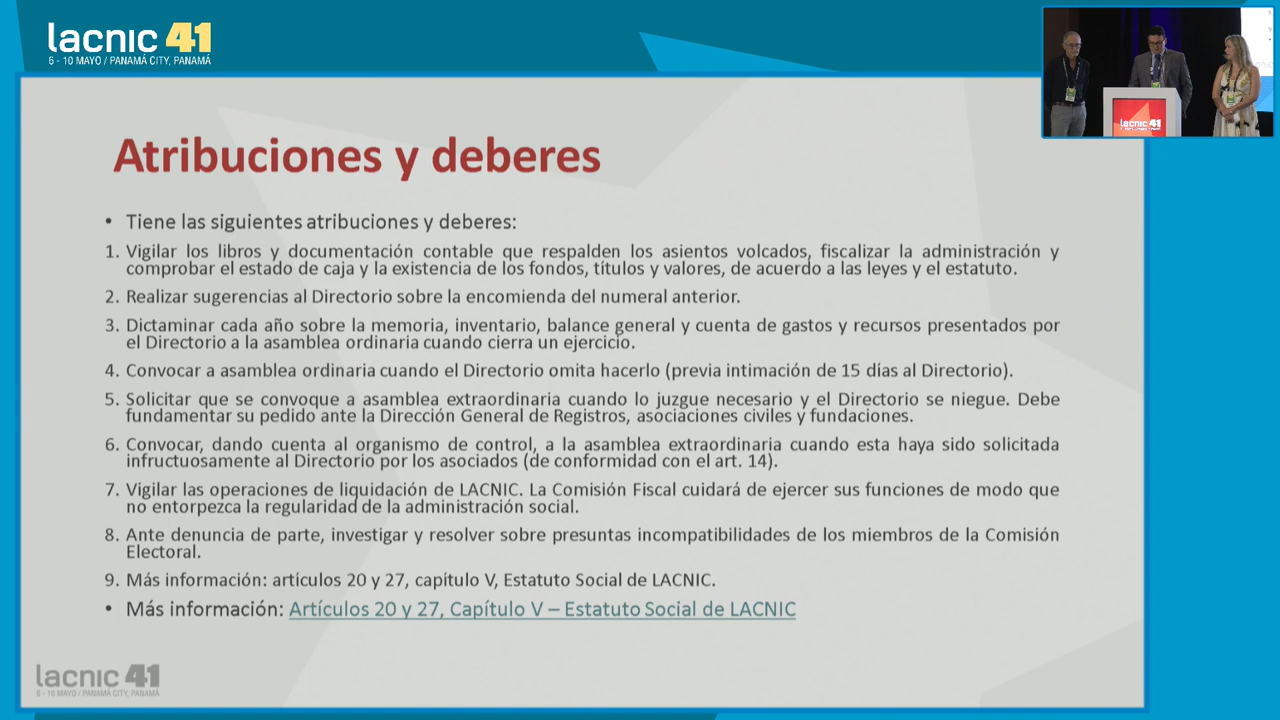 lacnic 41
6 - 10 MAYO / PANAMÁ CITY, PANAMÁ
lacnic 41
Atribuciones y deberes
• Tiene las siguientes atribuciones y deberes:
1. Vigilar los libros y documentación contable que respalden los asientos volcados, fiscalizar la administración y
comprobar el estado de caja y la existencia de los fondos, títulos y valores, de acuerdo a las leyes y el estatuto.
2. Realizar sugerencias al Directorio sobre la encomienda del numeral anterior.
3. Dictaminar cada año sobre la memoria, inventario, balance general y cuenta de gastos y recursos presentados por
el Directorio a la asamblea ordinaria cuando cierra un ejercicio.
4. Convocar a asamblea ordinaria cuando el Directorio omita hacerlo (previa intimación de 15 días al Directorio).
5. Solicitar que se convoque a asamblea extraordinaria cuando lo juzgue necesario y el Directorio se niegue. Debe
fundamentar su pedido ante la Dirección General de Registros, asociaciones civiles y fundaciones.
6. Convocar, dando cuenta al organismo de control, a la asamblea extraordinaria cuando esta haya sido solicitada
infructuosamente al Directorio por los asociados (de conformidad con el art. 14).
7. Vigilar las operaciones de liquidación de LACNIC. La Comisión Fiscal cuidará de ejercer sus funciones de modo que
no entorpezca la regularidad de la administración social.
8. Ante denuncia de parte, investigar y resolver sobre presuntas incompatibilidades de los miembros de la Comisión
Electoral.
9. Más información: artículos 20 y 27, capítulo V, Estatuto Social de LACNIC.
• Más información: Artículos 20 y 27, Capítulo V – Estatuto Social de LACNIC
lacnic 41
6 - 10 MAYO / PANAMÁ CITY, PANAMÁ